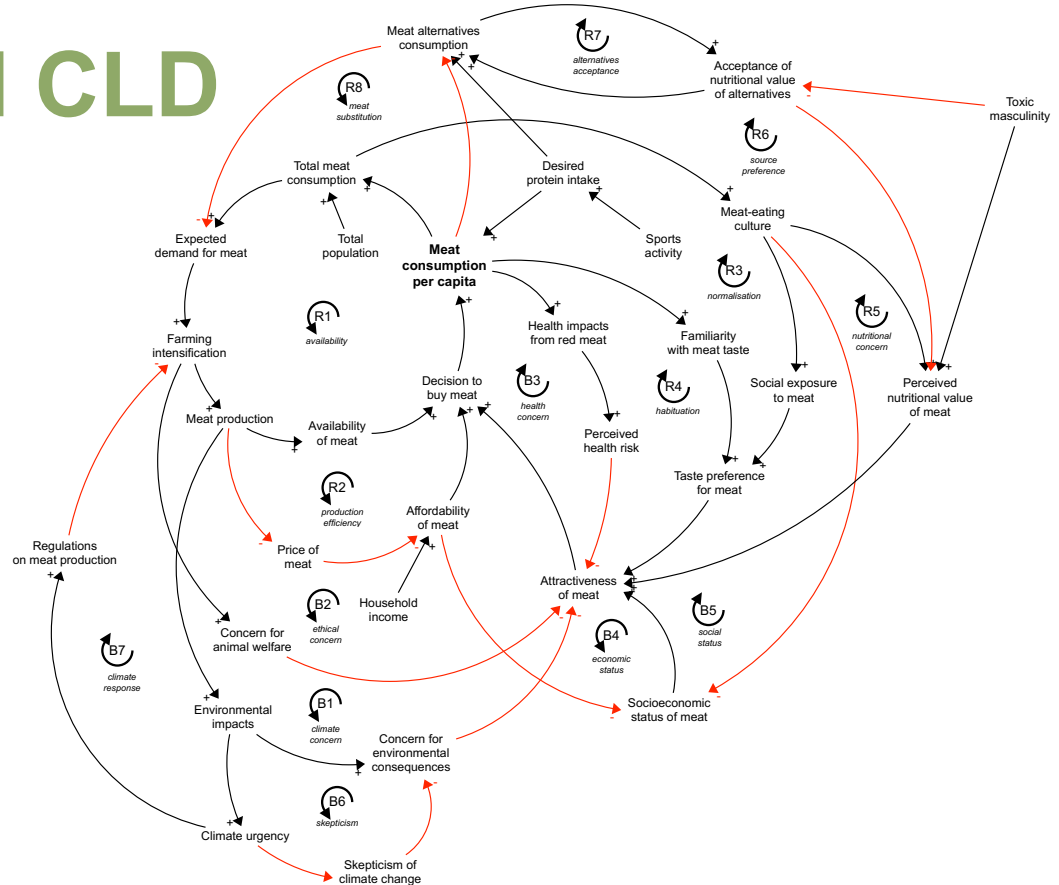 CLD
Meat alternatives
consumption
R7
alternatives
acceptance
Acceptance of
nutritional value
of alternatives
Toxic
masculinity
R8
meat
substitution
R6
source
preference
Total meat
consumption
Desired
protein intake
Meat-eating
culture
Expected
demand for meat
Total
population
Meat
consumption
per capita
Sports
activity
R3
normalisation
R1
availability
Farming
intensification
Health impacts
from red meat
Familiarity
with meat taste
R5
nutritional
concern
Decision to
buy meat
B3
health
concern
R4
habituation
Social exposure
to meat
Perceived
nutritional value
of meat
Meat production
Availability
of meat
Perceived
health risk
Taste preference
for meat
R2
production
efficiency
Affordability
of meat
Regulations
on meat production
Price of
meat
Attractiveness
of meat
Household
income
B2
ethical
concern
B5
social
status
Concern for
animal welfare
B4
economic
status
B7
climate
response
Environmental
impacts
B1
climate
concern
Socioeconomic
status of meat
Concern for
environmental
consequences
B6
skepticism
Climate urgency
Skepticism of
climate change